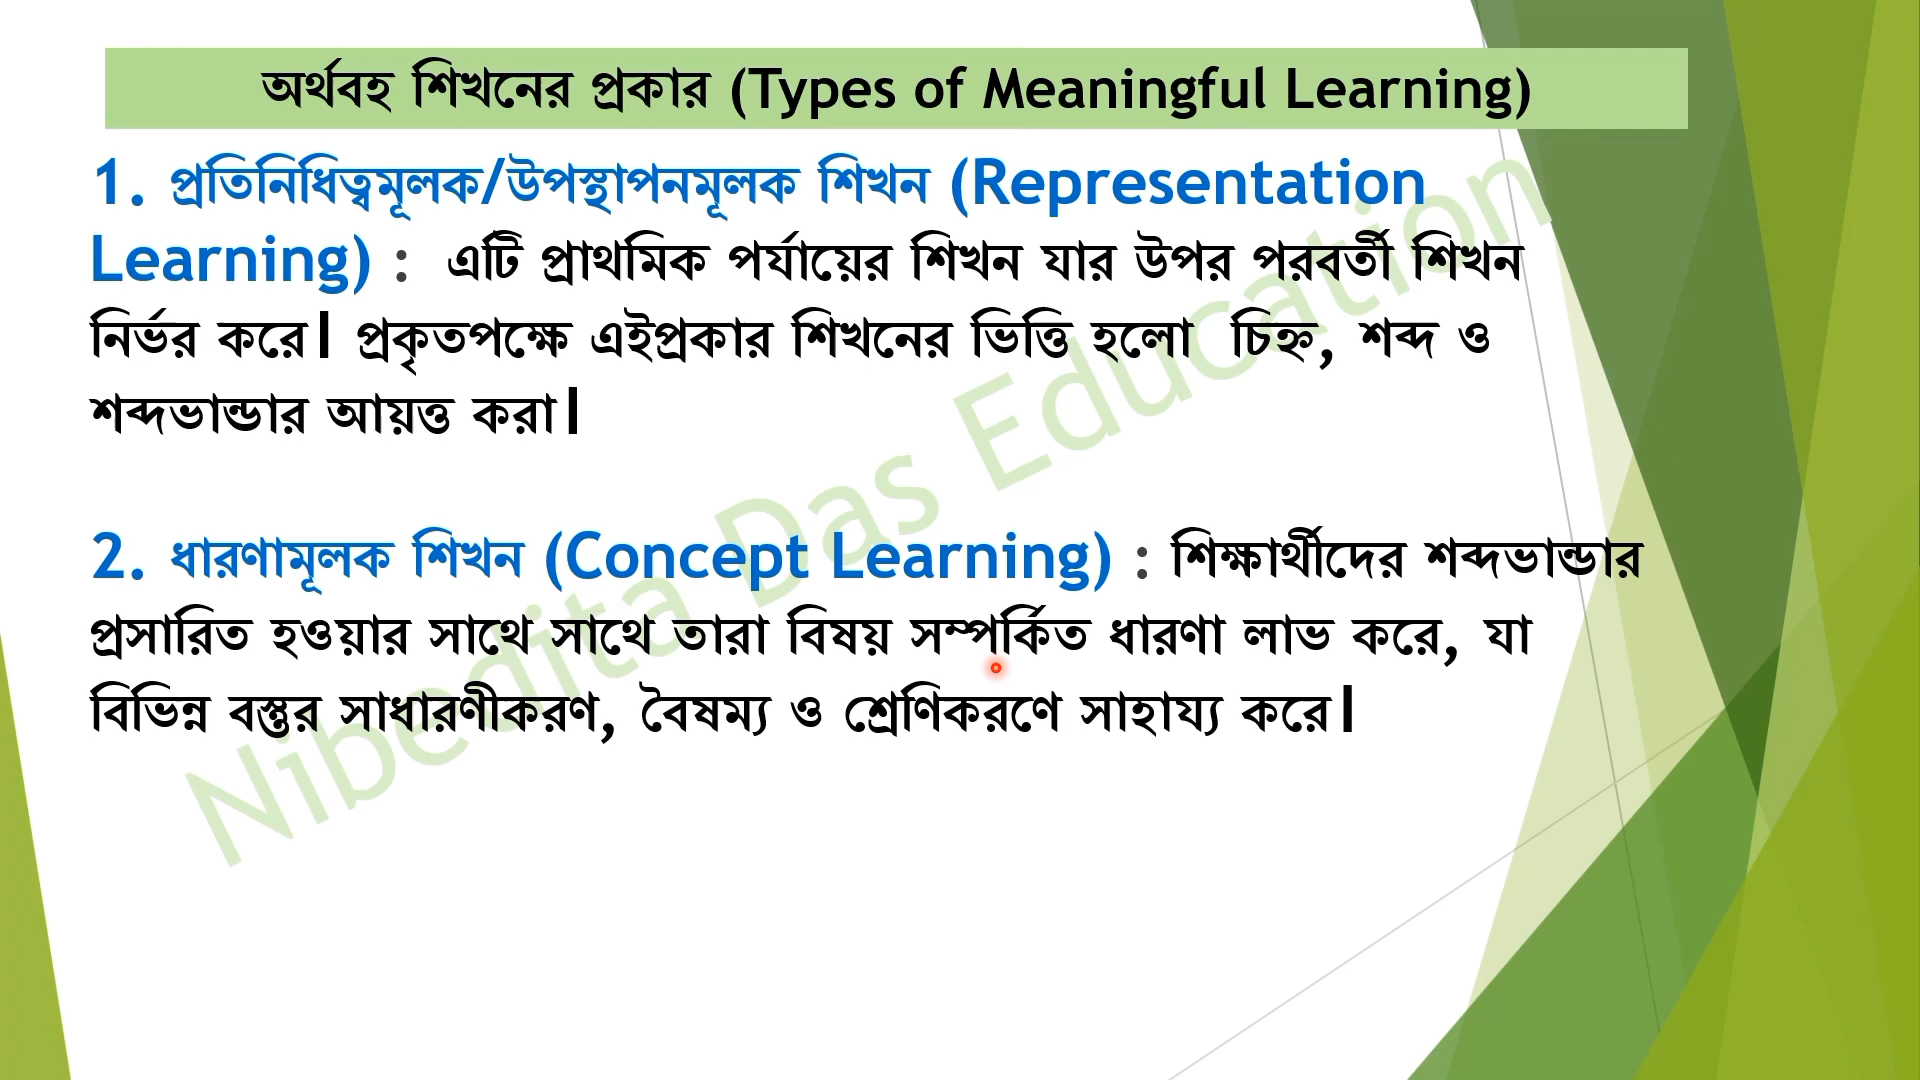 অর্থবহ শিখনের প্রকার (Types of Meaningful Learning)
1. প্রতিনিধিত্বমূলক/উপস্থাপনমূলক শিখন (Representation
Learning) : এটি প্রাথমিক পর্যায়ের শিখন যার উপর পরবর্তী শিখন
নির্ভর করে। প্রকৃতপক্ষে এইপ্রকার শিখনের ভিত্তি হলো চিহ্ন, শব্দ ও
শব্দভান্ডার আয়ত্ত করা।
2. ধারণামূলক শিখন (Concept Learning) : শিক্ষার্থীদের শব্দভান্ডার
প্রসারিত হওয়ার সাথে সাথে তারা বিষয় সম্পর্কিত ধারণা লাভ করে, যা
বিভিন্ন বস্তুর সাধারণীকরণ, বৈষম্য ও শ্রেণিকরণে সাহায্য করে।
Nibedita Das Education